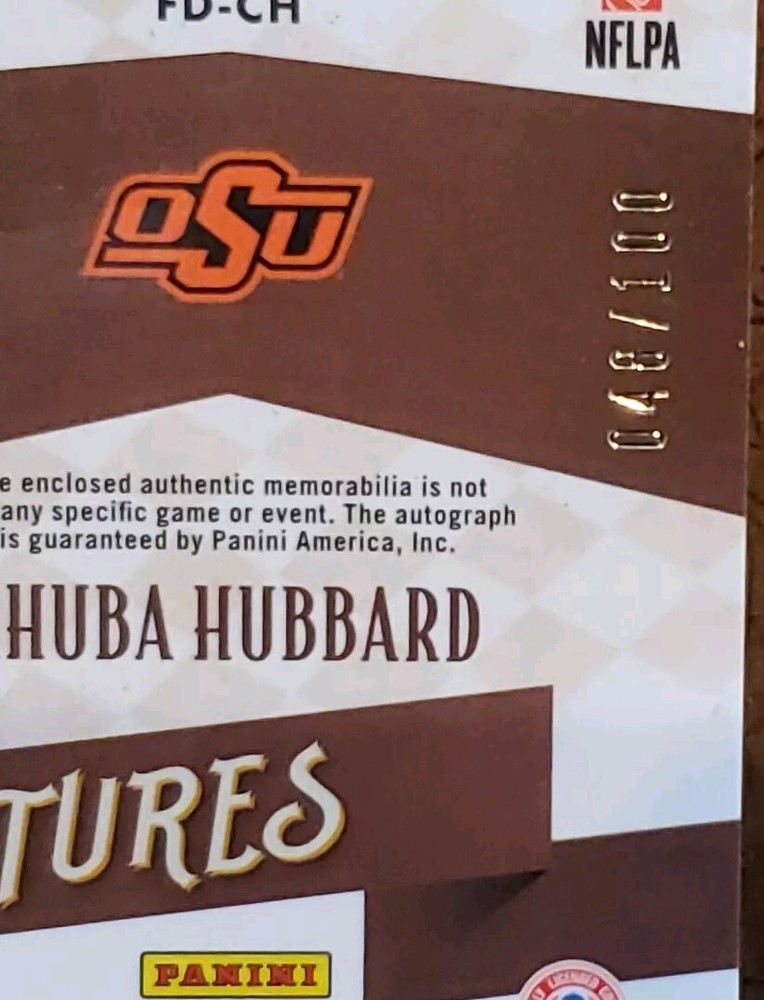 FD-CH
NFLPA
OSU
048/100
e enclosed authentic memorabilia is not
any specific game or event. The autograph
is guaranteed by Panini America, Inc.
HUBA HUBBARD
TURES
PANINI